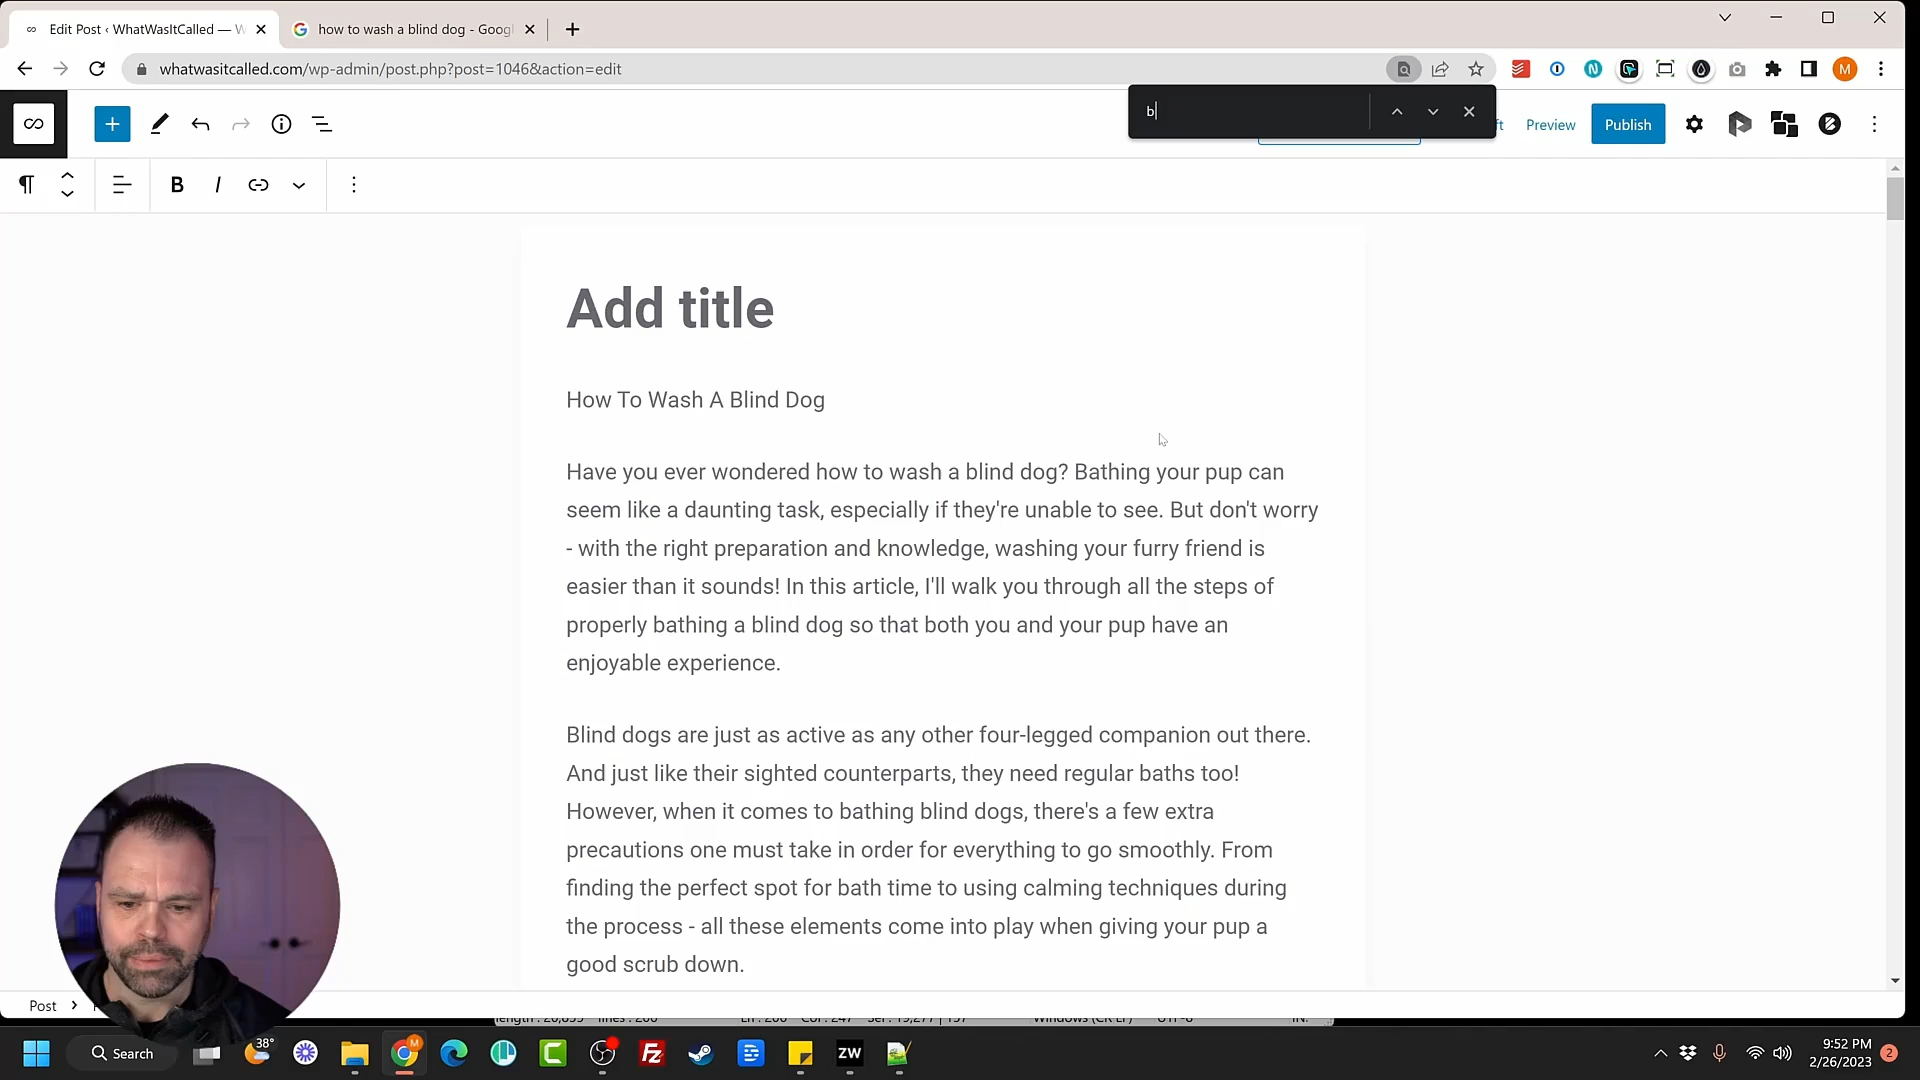 Edit Post ‹ WhatWasItCalled — W
how to wash a blind dog - Googl
whatwasitcalled.com/wp-admin/post.php?post=1046&action=edit
M
b
ft
Preview
Publish
B
I
Add title
How To Wash A Blind Dog
Have you ever wondered how to wash a blind dog? Bathing your pup can
seem like a daunting task, especially if they're unable to see. But don't worry
- with the right preparation and knowledge, washing your furry friend is
easier than it sounds! In this article, I'll walk you through all the steps of
properly bathing a blind dog so that both you and your pup have an
enjoyable experience.
Blind dogs are just as active as any other four-legged companion out there.
And just like their sighted counterparts, they need regular baths too!
However, when it comes to bathing blind dogs, there's a few extra
precautions one must take in order for everything to go smoothly. From
finding the perfect spot for bath time to using calming techniques during
the process - all these elements come into play when giving your pup a
good scrub down.
Post
Search
38°
M
Fz
ZW
9:52 PM
2/26/2023
2